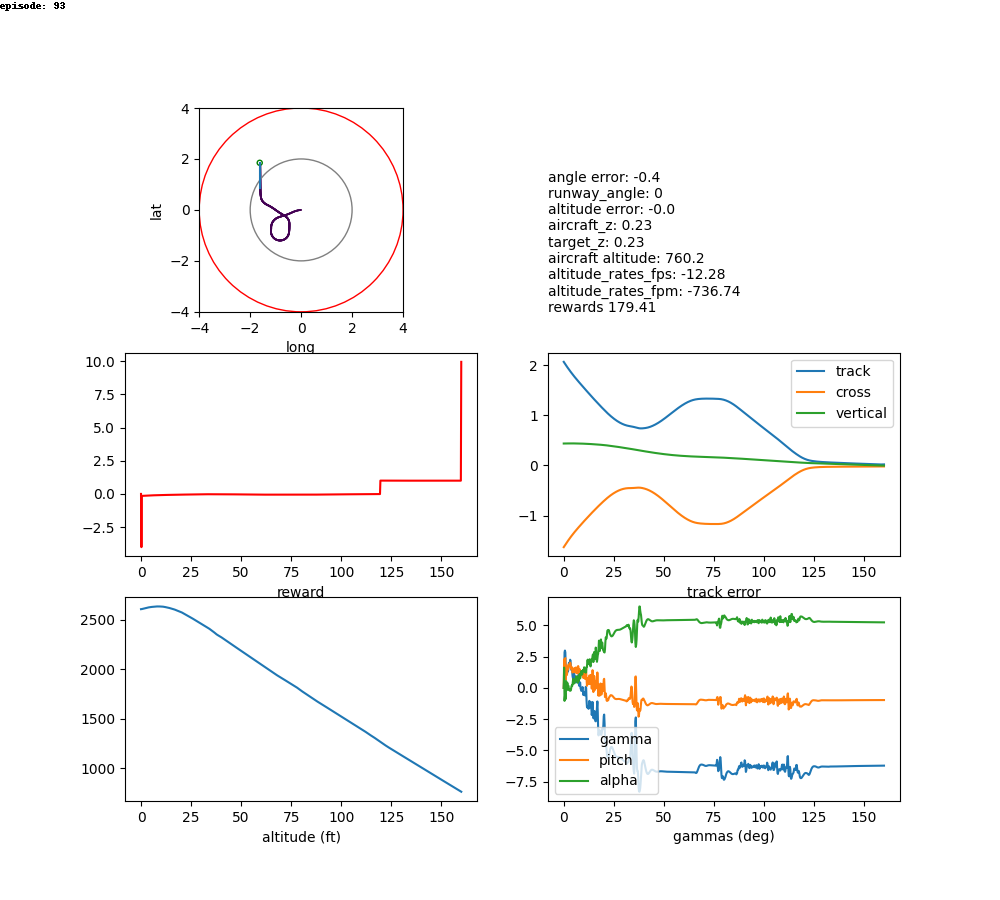 episode: 93
4
2
0
−2
−4
lat
−4 −2 0 2 4
long
angle error: -0.4
runway_angle: 0
altitude error: -0.0
aircraft_z: 0.23
target_z: 0.23
aircraft altitude: 760.2
altitude_rates_fps: -12.28
altitude_rates_fpm: -736.74
rewards 179.41
10.0
7.5
5.0
2.5
0.0
−2.5
0 25 50 75 100 125 150
reward
2
1
0
−1
track
cross
vertical
0 25 50 75 100 125 150
track error
2500
2000
1500
1000
0 25 50 75 100 125 150
altitude (ft)
5.0
2.5
0.0
−2.5
−5.0
−7.5
gamma
pitch
alpha
0 25 50 75 100 125 150
gammas (deg)